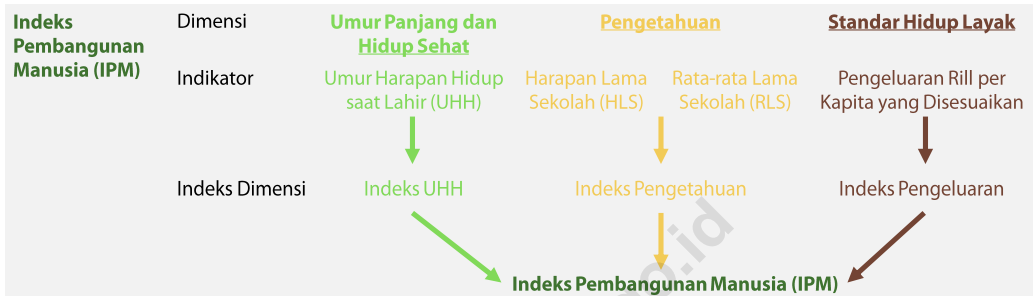 Indeks
Pembangunan
Manusia (IPM)
Dimensi
Umur Panjang dan
Hidup Sehat
Pengetahuan
Standar Hidup Layak
Indikator
Umur Harapan Hidup
saat Lahir (UHH)
Harapan Lama
Sekolah (HLS)
Rata-rata Lama
Sekolah (RLS)
Pengeluaran Rill per
Kapita yang Disesuaikan
Indeks Dimensi
Indeks UHH
Indeks Pengetahuan
Indeks Pengeluaran
Indeks Pembangunan Manusia (IPM)